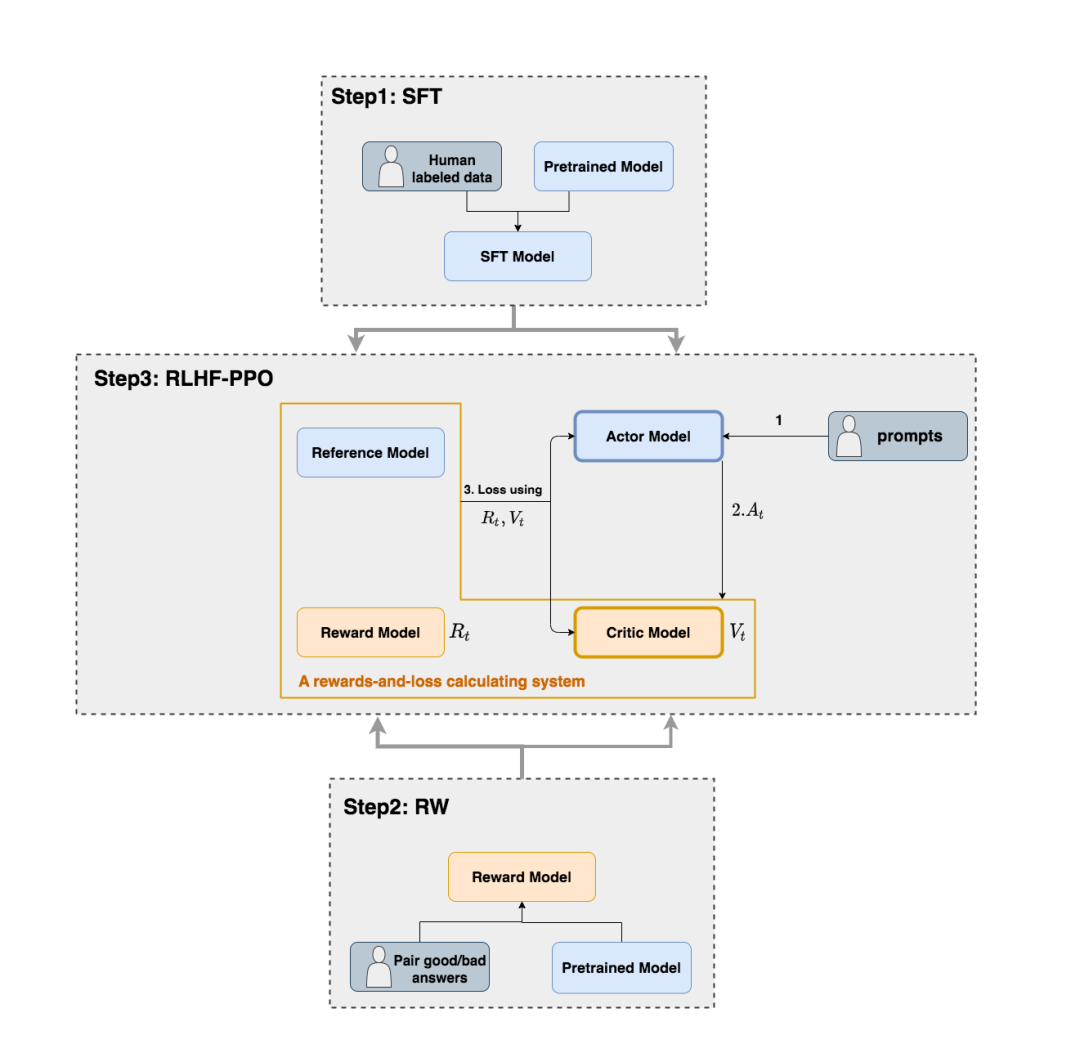 Step1: SFT
Human
labeled data
Pretrained Model
SFT Model
Step3: RLHF-PPO
Reference Model
Actor Model
1
prompts
3. Loss using
R_t, V_t
2.A_t
Reward Model
R_t
Critic Model
V_t
A rewards-and-loss calculating system
Step2: RW
Reward Model
Pair good/bad
answers
Pretrained Model